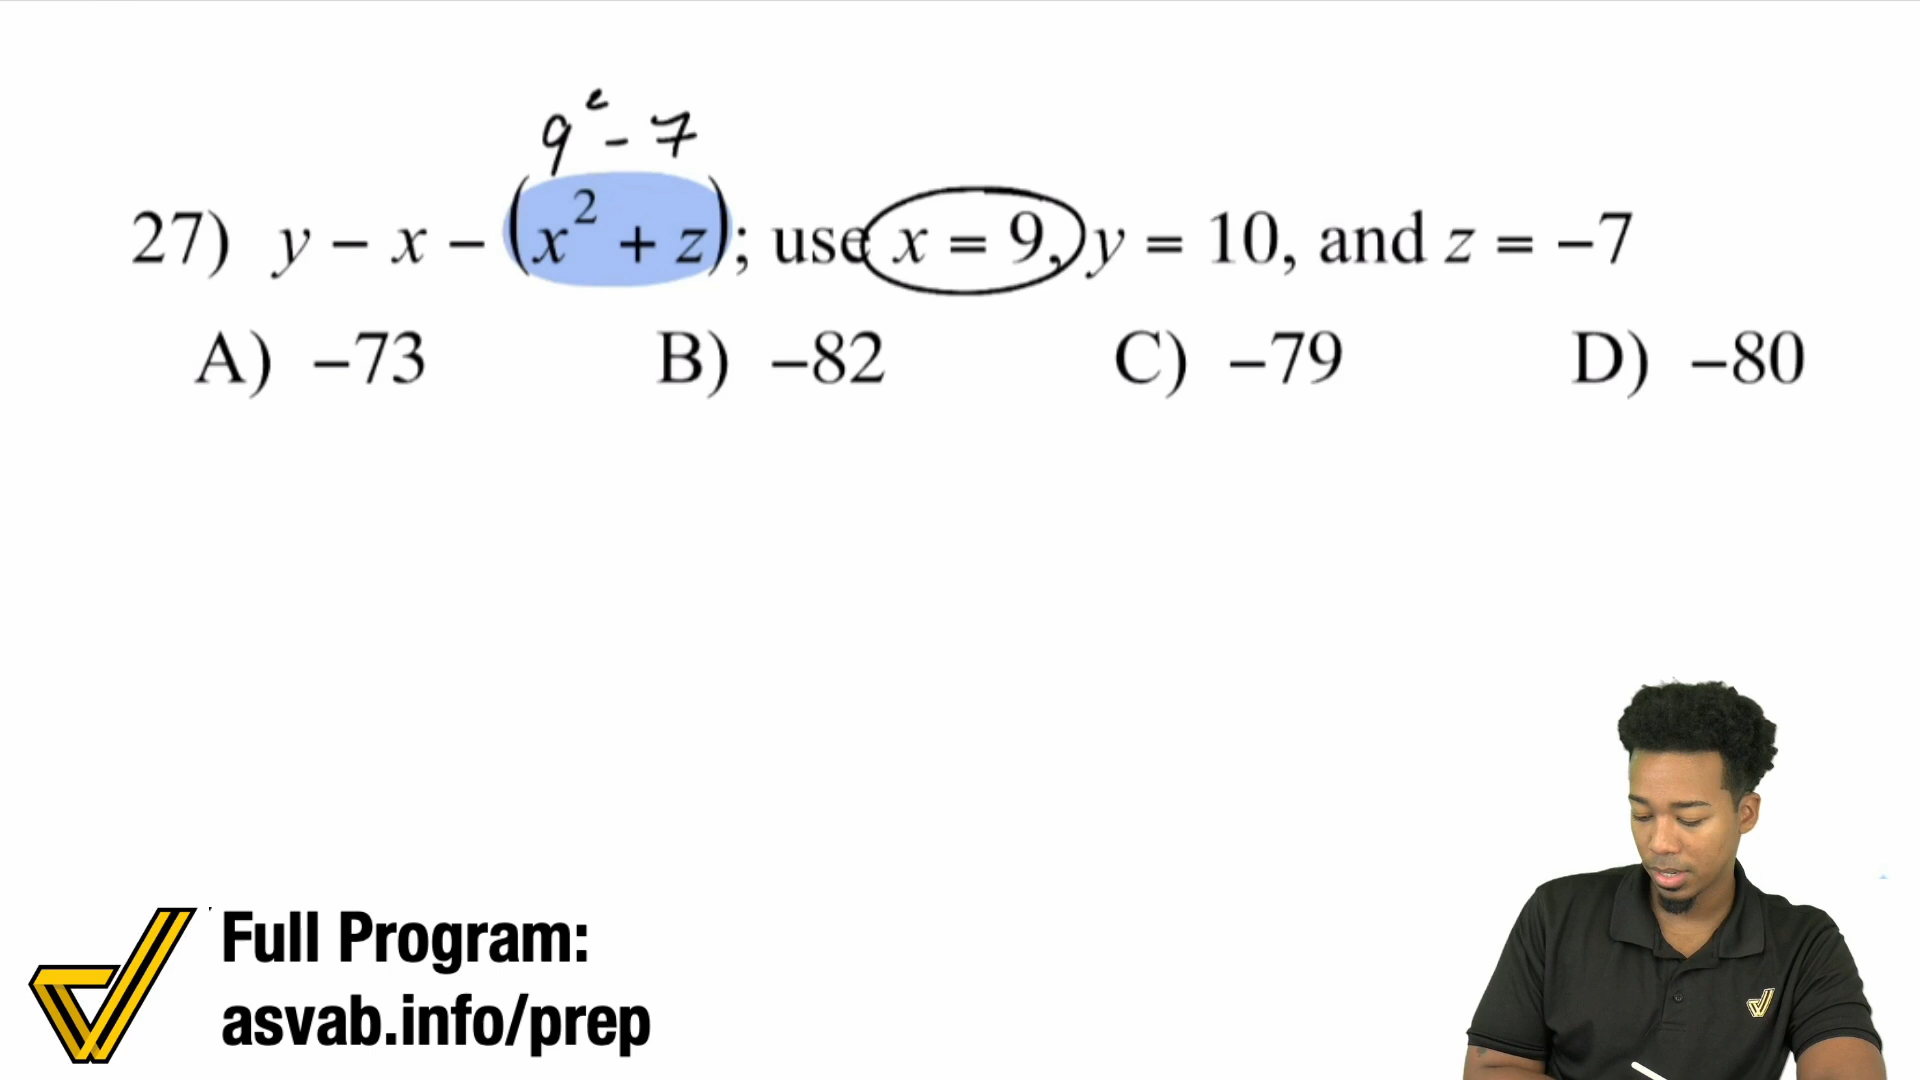 9² - 7
27) y − x − (x² + z); use x = 9, y = 10, and z = −7
A) −73 B) −82 C) −79 D) −80
Full Program:
asvab.info/prep